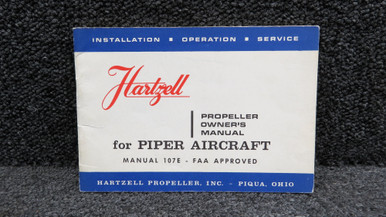 INSTALLATION ■ OPERATION ■ SERVICE
Hartzell
PROPELLER
OWNER'S
MANUAL
for PIPER AIRCRAFT
MANUAL 107E - FAA APPROVED
HARTZELL PROPELLER, INC. - PIQUA, OHIO